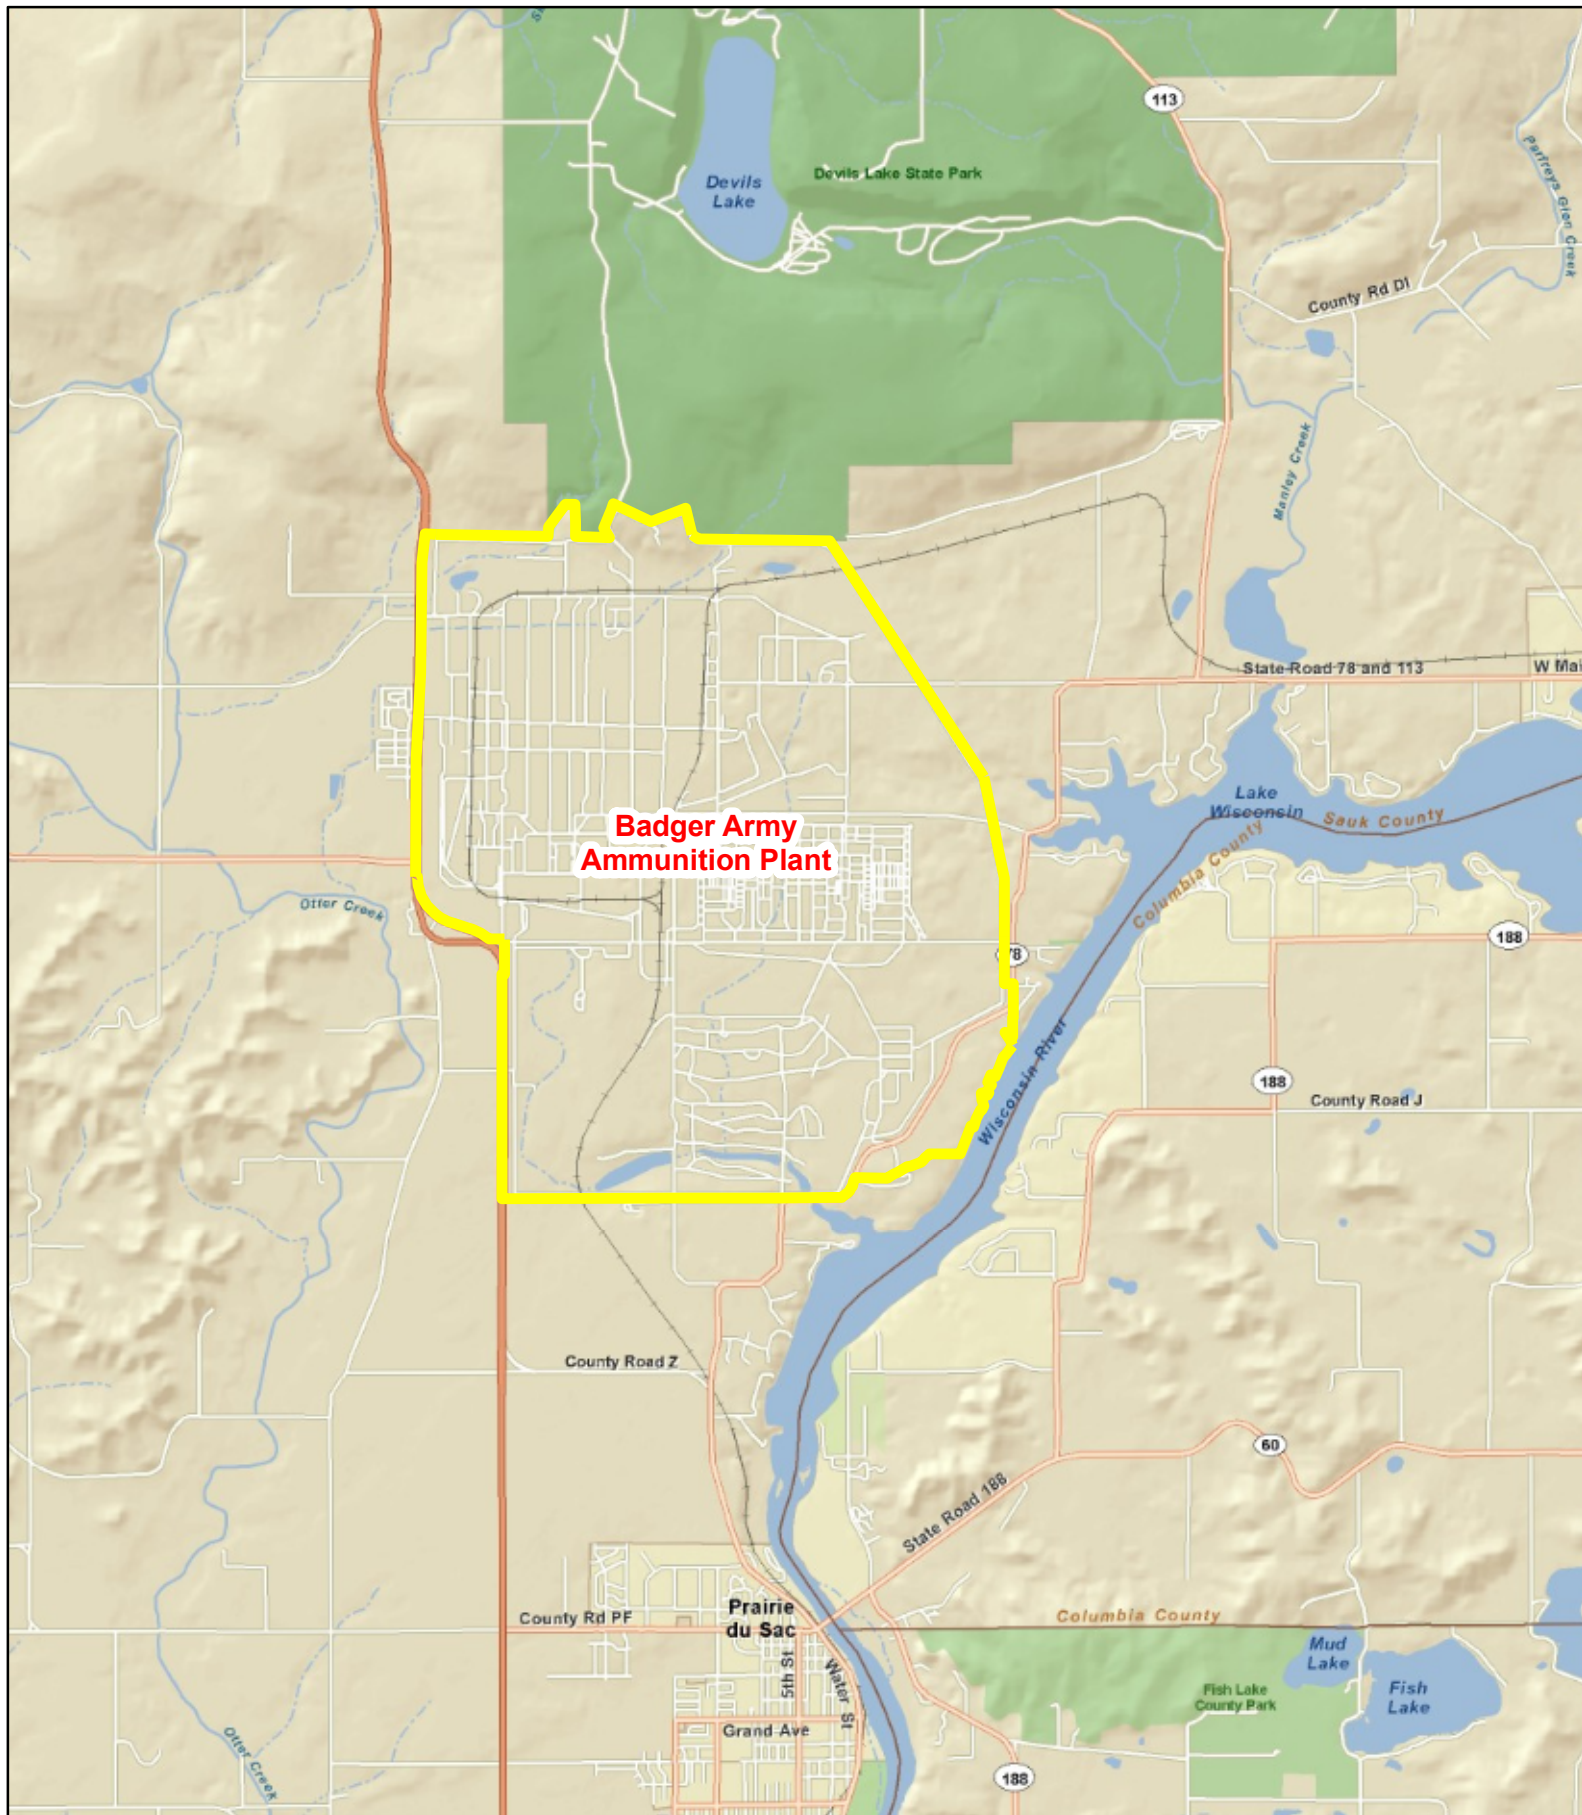 113
Devils Lake State Park
Devils
Lake
Parfreys Glen Creek
County Rd DI
Manley Creek
State Road 78 and 113
W Mai
Lake
Wisconsin
Sauk County
Columbia County
Badger Army
Ammunition Plant
Otter Creek
188
78
Wisconsin River
188
County Road J
County Road Z
60
State Road 188
Prairie
du Sac
County Rd PF
Columbia County
Mud
Lake
5th St
Water St
Fish Lake
County Park
Fish
Lake
Grand Ave
Otter Creek
188